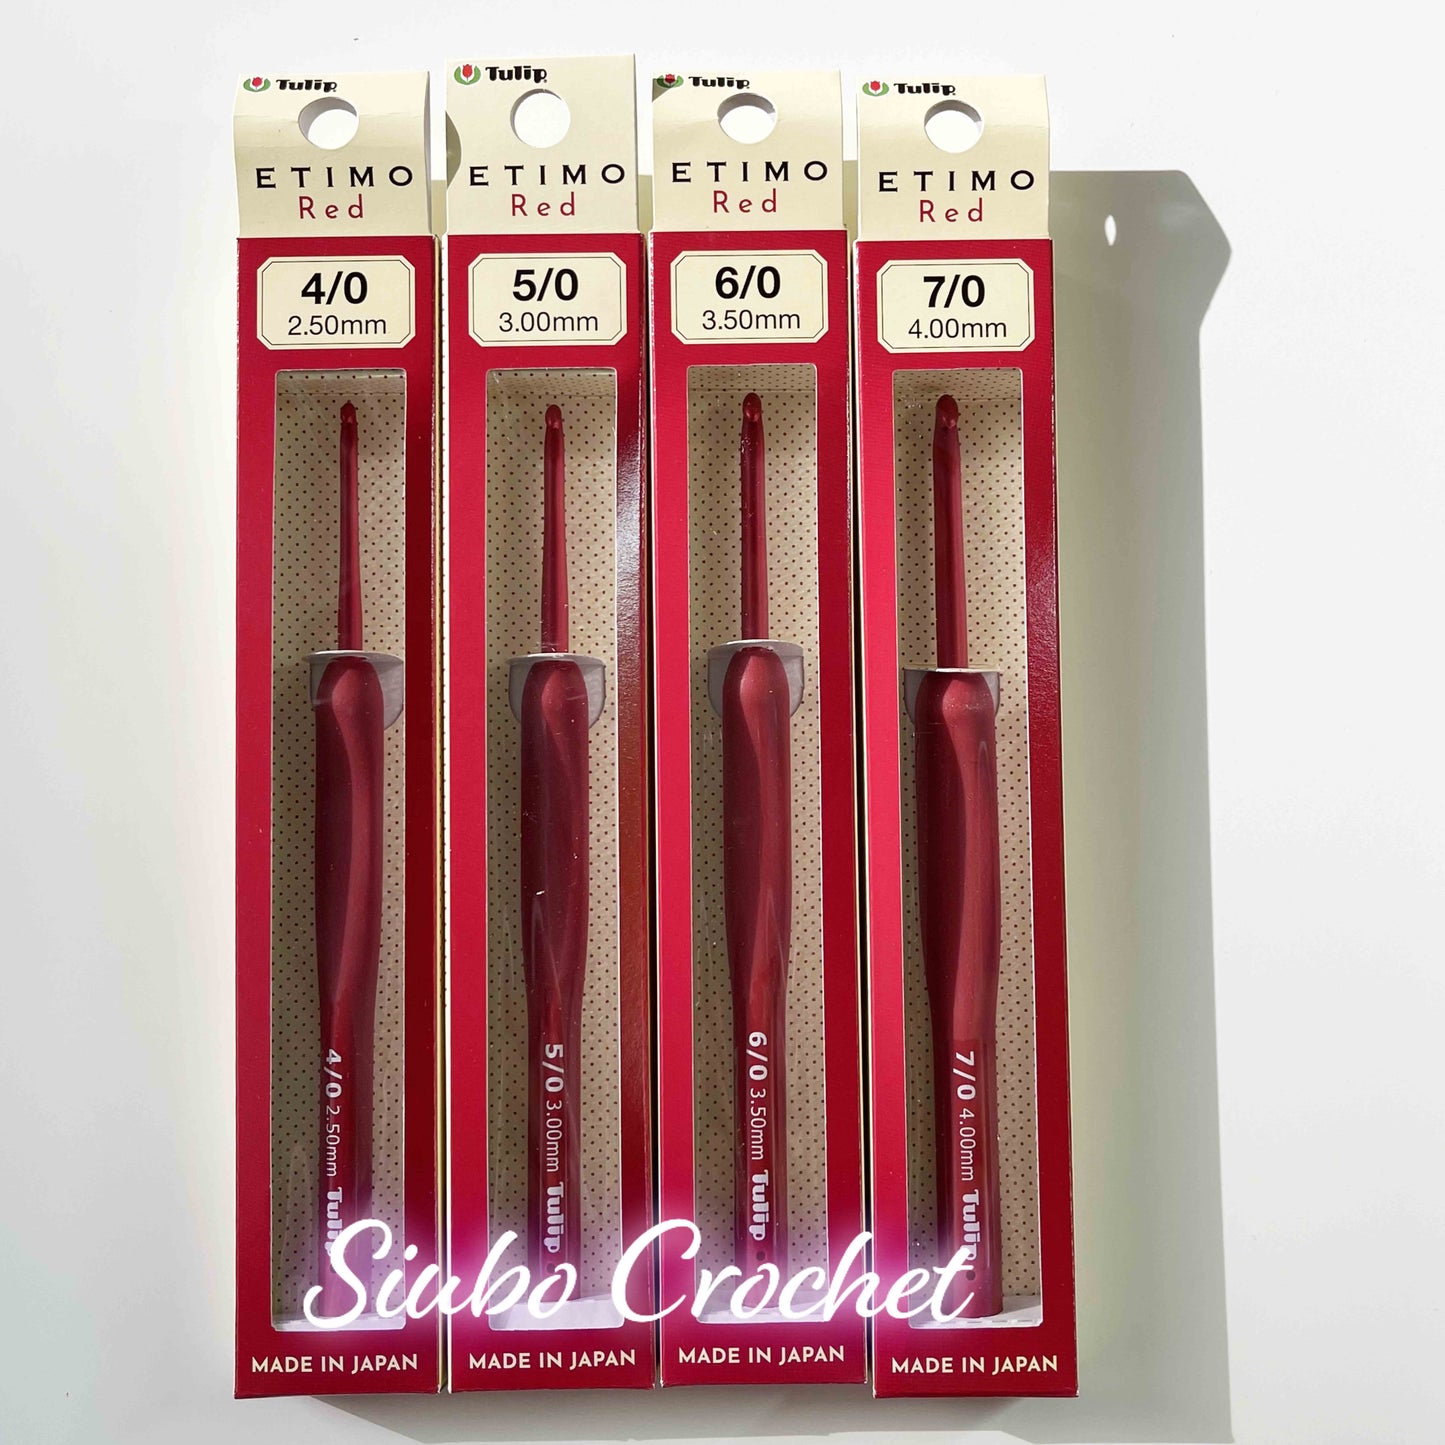 Tulip
ETIMO
Red
4/0
2.50mm
4/0 2.50mm Tulip
MADE IN JAPAN
Tulip
ETIMO
Red
5/0
3.00mm
5/0 3.00mm Tulip
MADE IN JAPAN
Tulip
ETIMO
Red
6/0
3.50mm
6/0 3.50mm Tulip
MADE IN JAPAN
Tulip
ETIMO
Red
7/0
4.00mm
7/0 4.00mm Tulip
MADE IN JAPAN
Siubo Crochet